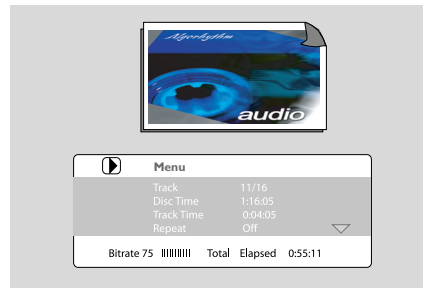 Algorhythm
audio
Menu
Track 11/16
Disc Time 1:16:05
Track Time 0:04:05
Repeat Off
Bitrate 75 Total Elapsed 0:55:11